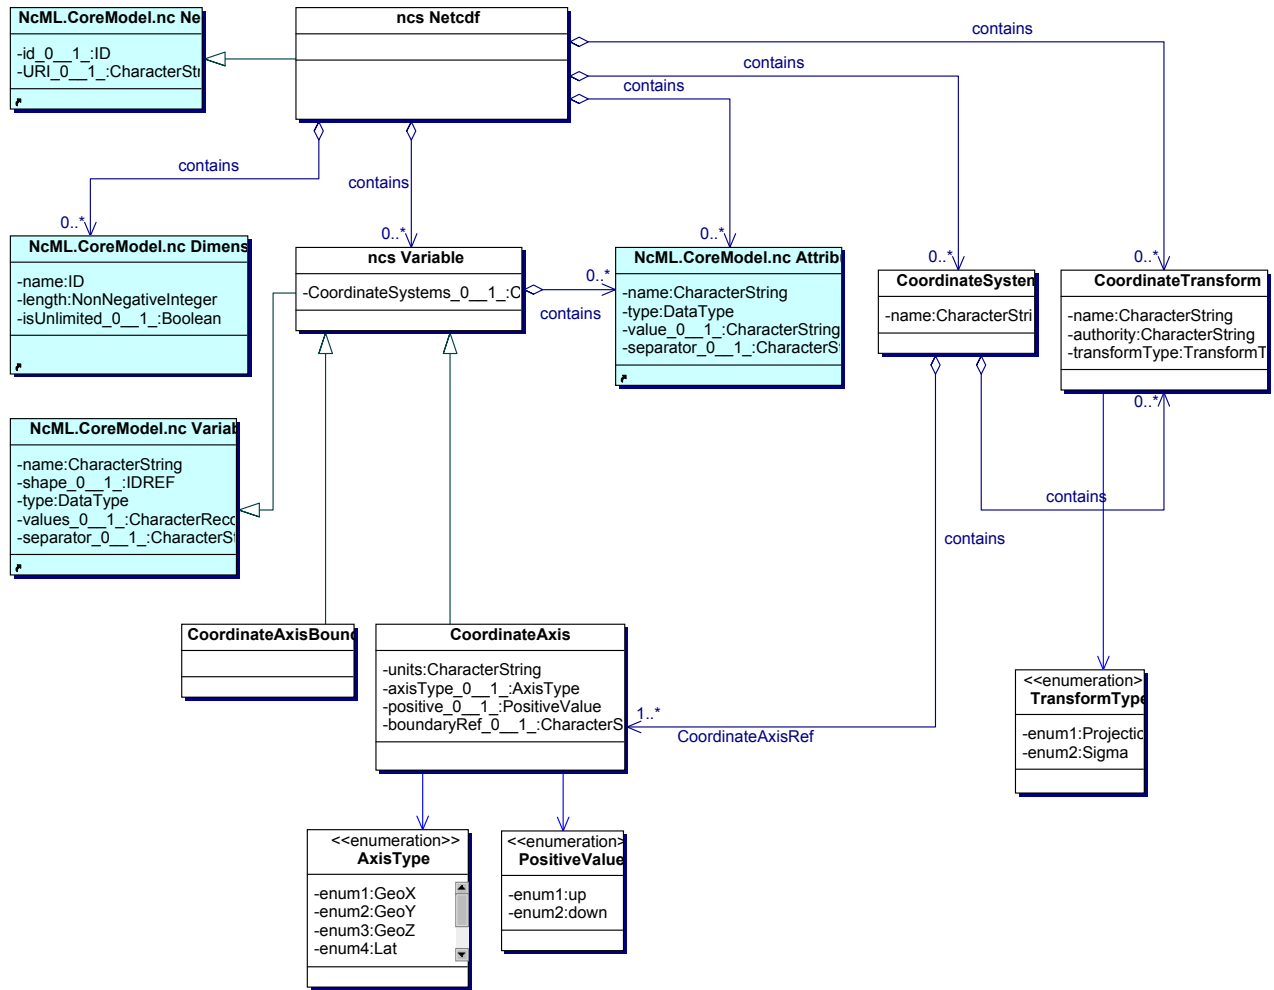 NcML.CoreModel.nc Ne
-id_0__1_:ID
-URI_0__1_:CharacterStri
ncs Netcdf
contains
contains
contains
contains
contains
0..*
0..*
0..*
0..*
0..*
NcML.CoreModel.nc Dimens
-name:ID
-length:NonNegativeInteger
-isUnlimited_0__1_:Boolean
ncs Variable
-CoordinateSystems_0__1_:C
0..*
contains
NcML.CoreModel.nc Attribu
-name:CharacterString
-type:DataType
-value_0__1_:CharacterString
-separator_0__1_:CharacterS
CoordinateSystem
-name:CharacterStri
CoordinateTransform
-name:CharacterString
-authority:CharacterString
-transformType:TransformT
0..*
NcML.CoreModel.nc Variab
-name:CharacterString
-shape_0__1_:IDREF
-type:DataType
-values_0__1_:CharacterReco
-separator_0__1_:CharacterSt
contains
contains
CoordinateAxisBound
CoordinateAxis
-units:CharacterString
-axisType_0__1_:AxisType
-positive_0__1_:PositiveValue
-boundaryRef_0__1_:CharacterS
1..*
CoordinateAxisRef
<<enumeration>
TransformType
-enum1:Projectio
-enum2:Sigma
<<enumeration>>
AxisType
-enum1:GeoX
-enum2:GeoY
-enum3:GeoZ
-enum4:Lat
<<enumeration>
PositiveValue
-enum1:up
-enum2:down